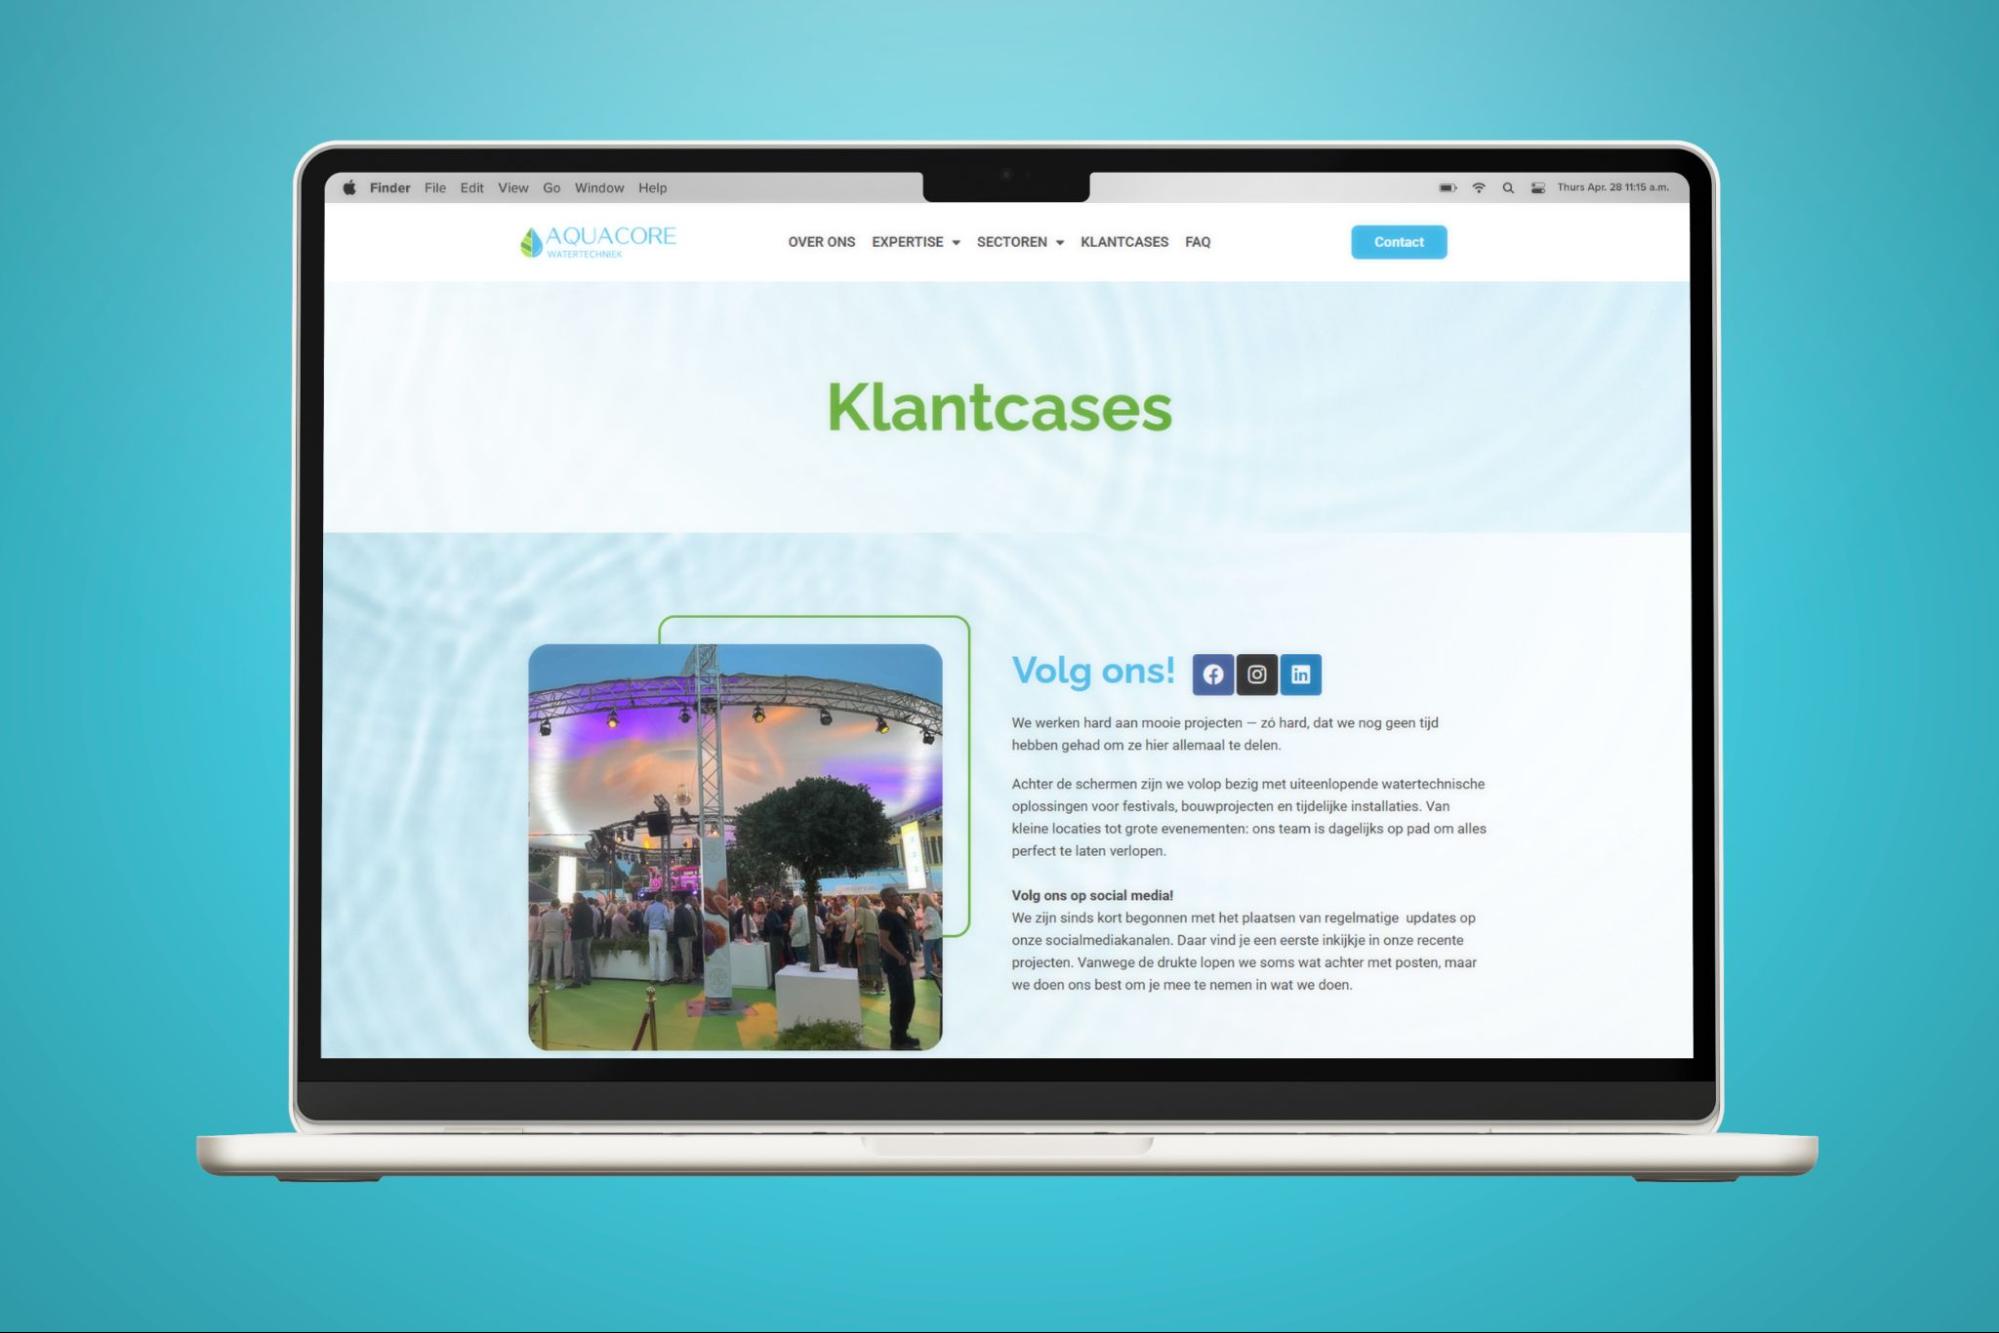 Finder File Edit View Go Window Help
Thurs Apr. 28 11:15 a.m.
AQUACORE
WATERTECHNIEK
OVER ONS EXPERTISE SECTOREN KLANTCASES FAQ
Contact
Klantcases
Volg ons!
We werken hard aan mooie projecten – zó hard, dat we nog geen tijd
hebben gehad om ze hier allemaal te delen.
Achter de schermen zijn we volop bezig met uiteenlopende watertechnische
oplossingen voor festivals, bouwprojecten en tijdelijke installaties. Van
kleine locaties tot grote evenementen: ons team is dagelijks op pad om alles
perfect te laten verlopen.
Volg ons op social media!
We zijn sinds kort begonnen met het plaatsen van regelmatige updates op
onze socialmediakanalen. Daar vind je een eerste inkijkje in onze recente
projecten. Vanwege de drukte lopen we soms wat achter met posten, maar
we doen ons best om je mee te nemen in wat we doen.